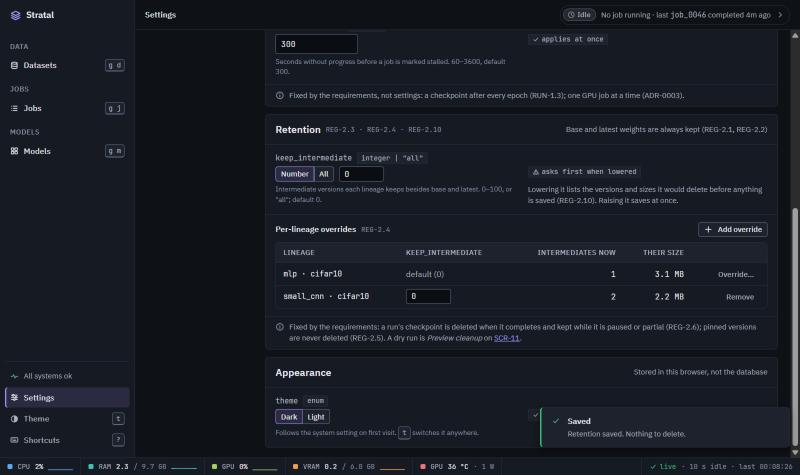 Stratal
Settings
Idle
No job running · last job_0046 completed 4m ago
DATA
Datasets
g d
JOBS
Jobs
g j
MODELS
Models
g m
300
applies at once
Seconds without progress before a job is marked stalled. 60–3600, default
300.
Fixed by the requirements, not settings: a checkpoint after every epoch (RUN-1.3); one GPU job at a time (ADR-0003).
Retention REG-2.3 · REG-2.4 · REG-2.10
Base and latest weights are always kept (REG-2.1, REG-2.2)
keep_intermediate integer | "all"
Number All 0
asks first when lowered
Intermediate versions each lineage keeps besides base and latest. 0–100, or
"all"; default 0.
Lowering it lists the versions and sizes it would delete before anything
is saved (REG-2.10). Raising it saves at once.
Per-lineage overrides REG-2.4
Add override
LINEAGE KEEP_INTERMEDIATE INTERMEDIATES NOW THEIR SIZE
mlp · cifar10 default (0) 1 3.1 MB Override…
small_cnn · cifar10 0 2 2.2 MB Remove
Fixed by the requirements: a run's checkpoint is deleted when it completes and kept while it is paused or partial (REG-2.6); pinned versions
are never deleted (REG-2.5). A dry run is Preview cleanup on SCR-11.
Appearance
Stored in this browser, not the database
theme enum
Dark Light
Follows the system setting on first visit. t switches it anywhere.
Saved
Retention saved. Nothing to delete.
All systems ok
Settings
Theme t
Shortcuts ?
CPU 2%
RAM 2.3 / 9.7 GB
GPU 0%
VRAM 0.2 / 6.0 GB
GPU 36 °C · 1 W
live · 10 s idle · last 00:08:26